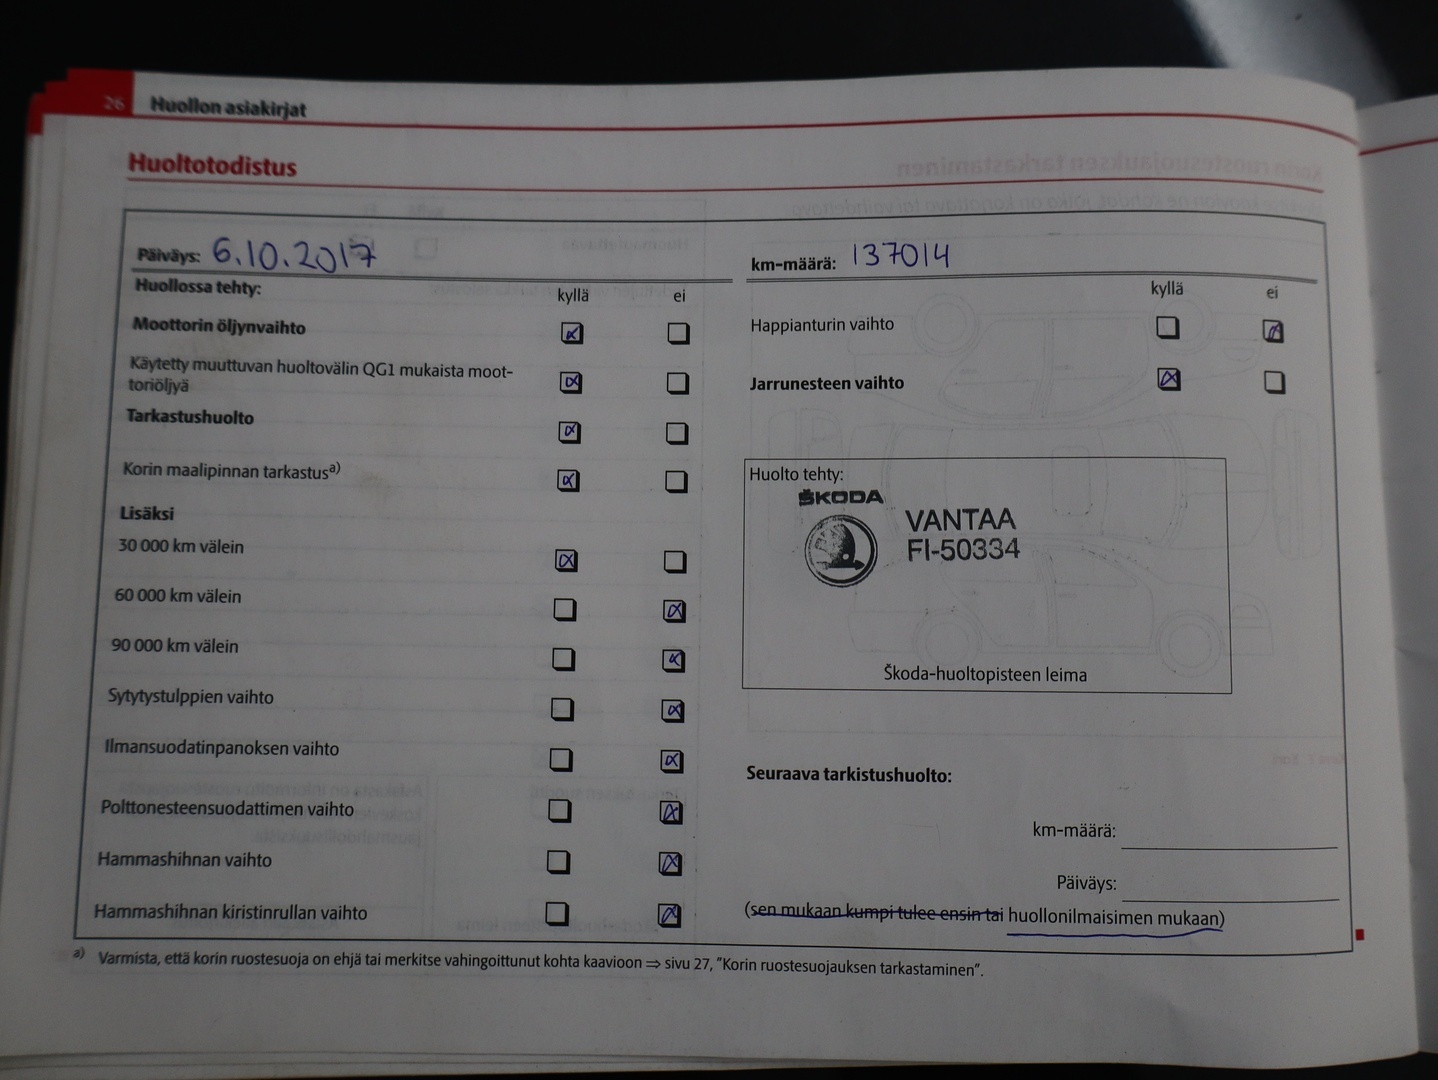 26 Huollon asiakirjat
Huoltotodistus
Päiväys: 6.10.2017
Huollossa tehty: kyllä ei
Moottorin öljynvaihto
Käytetty muuttuvan huoltovälin QG1 mukaista moot-
toriöljyä
Tarkastushuolto
Korin maalipinnan tarkastus a)
Lisäksi
30 000 km välein
60 000 km välein
90 000 km välein
Sytytystulppien vaihto
Ilmansuodatinpanoksen vaihto
Polttonesteensuodattimen vaihto
Hammashihnan vaihto
Hammashihnan kiristinrullan vaihto
km-määrä: 137014
kyllä ei
Happianturin vaihto
Jarrunesteen vaihto
Huolto tehty:
ŠKODA
VANTAA
FI-50334
Škoda-huoltopisteen leima
Seuraava tarkistushuolto:
km-määrä:
Päiväys:
(sen mukaan kumpi tulee ensin tai huollonilmaisimen mukaan)
a) Varmista, että korin ruostesuoja on ehjä tai merkitse vahingoittunut kohta kaavioon ⇒ sivu 27, "Korin ruostesuojauksen tarkastaminen".